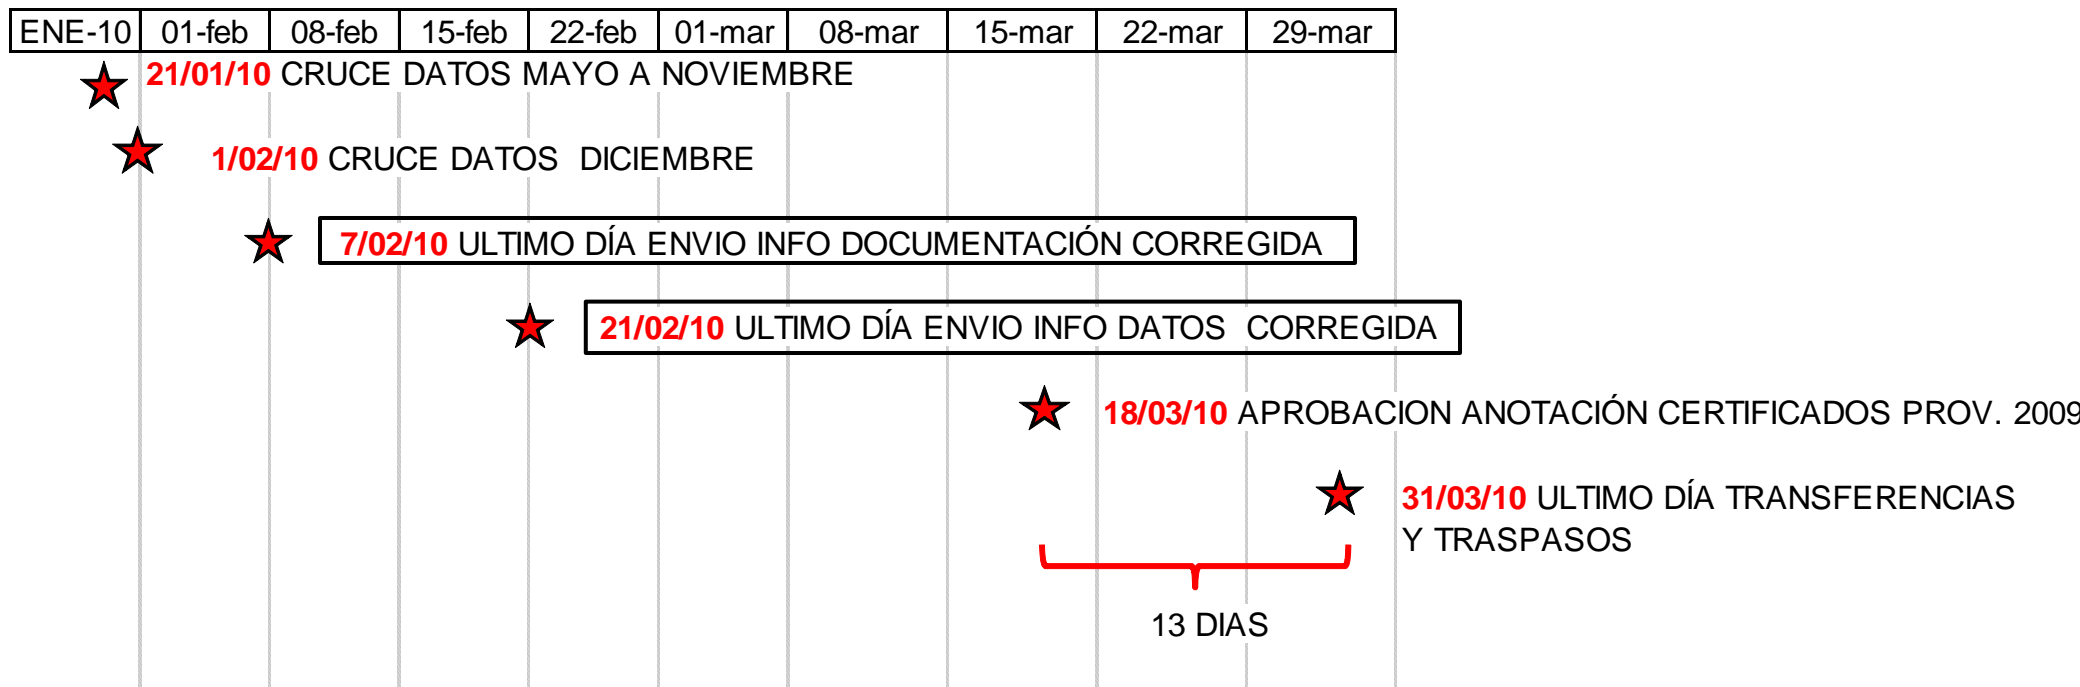 ENE-10 01-feb 08-feb 15-feb 22-feb 01-mar 08-mar 15-mar 22-mar 29-mar
21/01/10 CRUCE DATOS MAYO A NOVIEMBRE
1/02/10 CRUCE DATOS DICIEMBRE
7/02/10 ULTIMO DÍA ENVIO INFO DOCUMENTACIÓN CORREGIDA
21/02/10 ULTIMO DÍA ENVIO INFO DATOS CORREGIDA
18/03/10 APROBACION ANOTACIÓN CERTIFICADOS PROV. 2009
31/03/10 ULTIMO DÍA TRANSFERENCIAS
Y TRASPASOS
13 DIAS